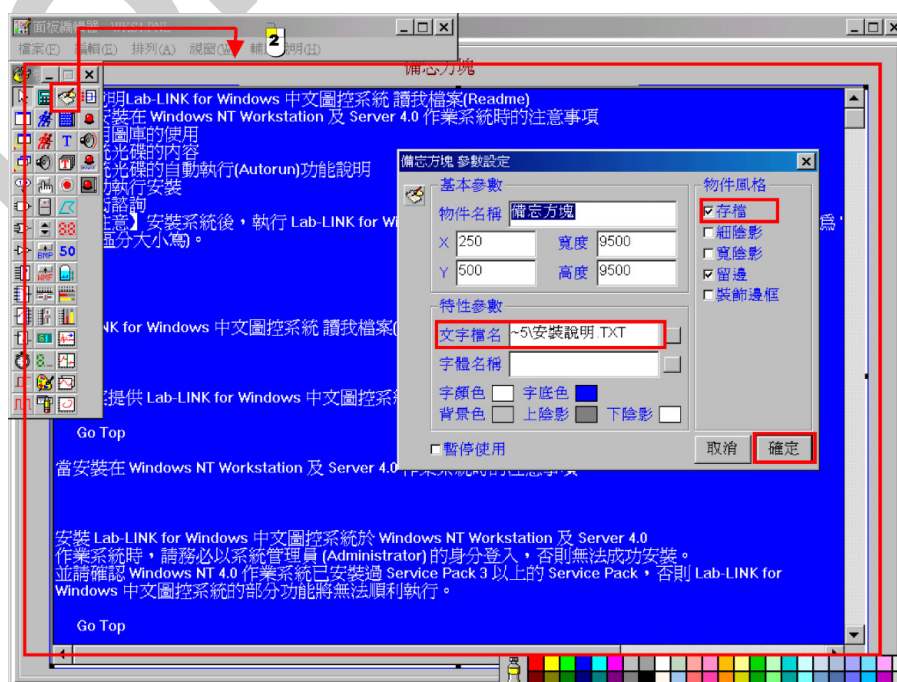 面板編輯器 - WKS1.PNL
檔案(F) 編輯(E) 排列(A) 視窗(W) 輔助說明(H)
2
備忘方塊
明Lab-LINK for Windows 中文圖控系統 讀我檔案(Readme)
安裝在 Windows NT Workstation 及 Server 4.0 作業系統時的注意事項
圖庫的使用
光碟的內容
光碟的自動執行(Autorun)功能說明
執行安裝
諮詢
注意】安裝系統後，執行 Lab-LINK for Wi
為 '
區分大小寫)。
NK for Windows 中文圖控系統 讀我檔案(
提供 Lab-LINK for Windows 中文圖控系
Go Top
當安裝在 Windows NT Workstation 及 Server 4.0 作業系統時的注意事項
安裝 Lab-LINK for Windows 中文圖控系統於 Windows NT Workstation 及 Server 4.0
作業系統時，請務必以系統管理員 (Administrator) 的身分登入，否則無法成功安裝。
並請確認 Windows NT 4.0 作業系統已安裝過 Service Pack 3 以上的 Service Pack，否則 Lab-LINK for
Windows 中文圖控系統的部分功能將無法順利執行。
Go Top
備忘方塊 參數設定
基本參數
物件名稱 備忘方塊
X 250 寬度 9500
Y 500 高度 9500
特性參數
文字檔名 ~5\安裝說明.TXT
字體名稱
字顏色 字底色
背景色 上陰影 下陰影
暫停使用
物件風格
存檔
細陰影
寬陰影
留邊
裝飾邊框
取消 確定
T
88
BMP 50
WMF